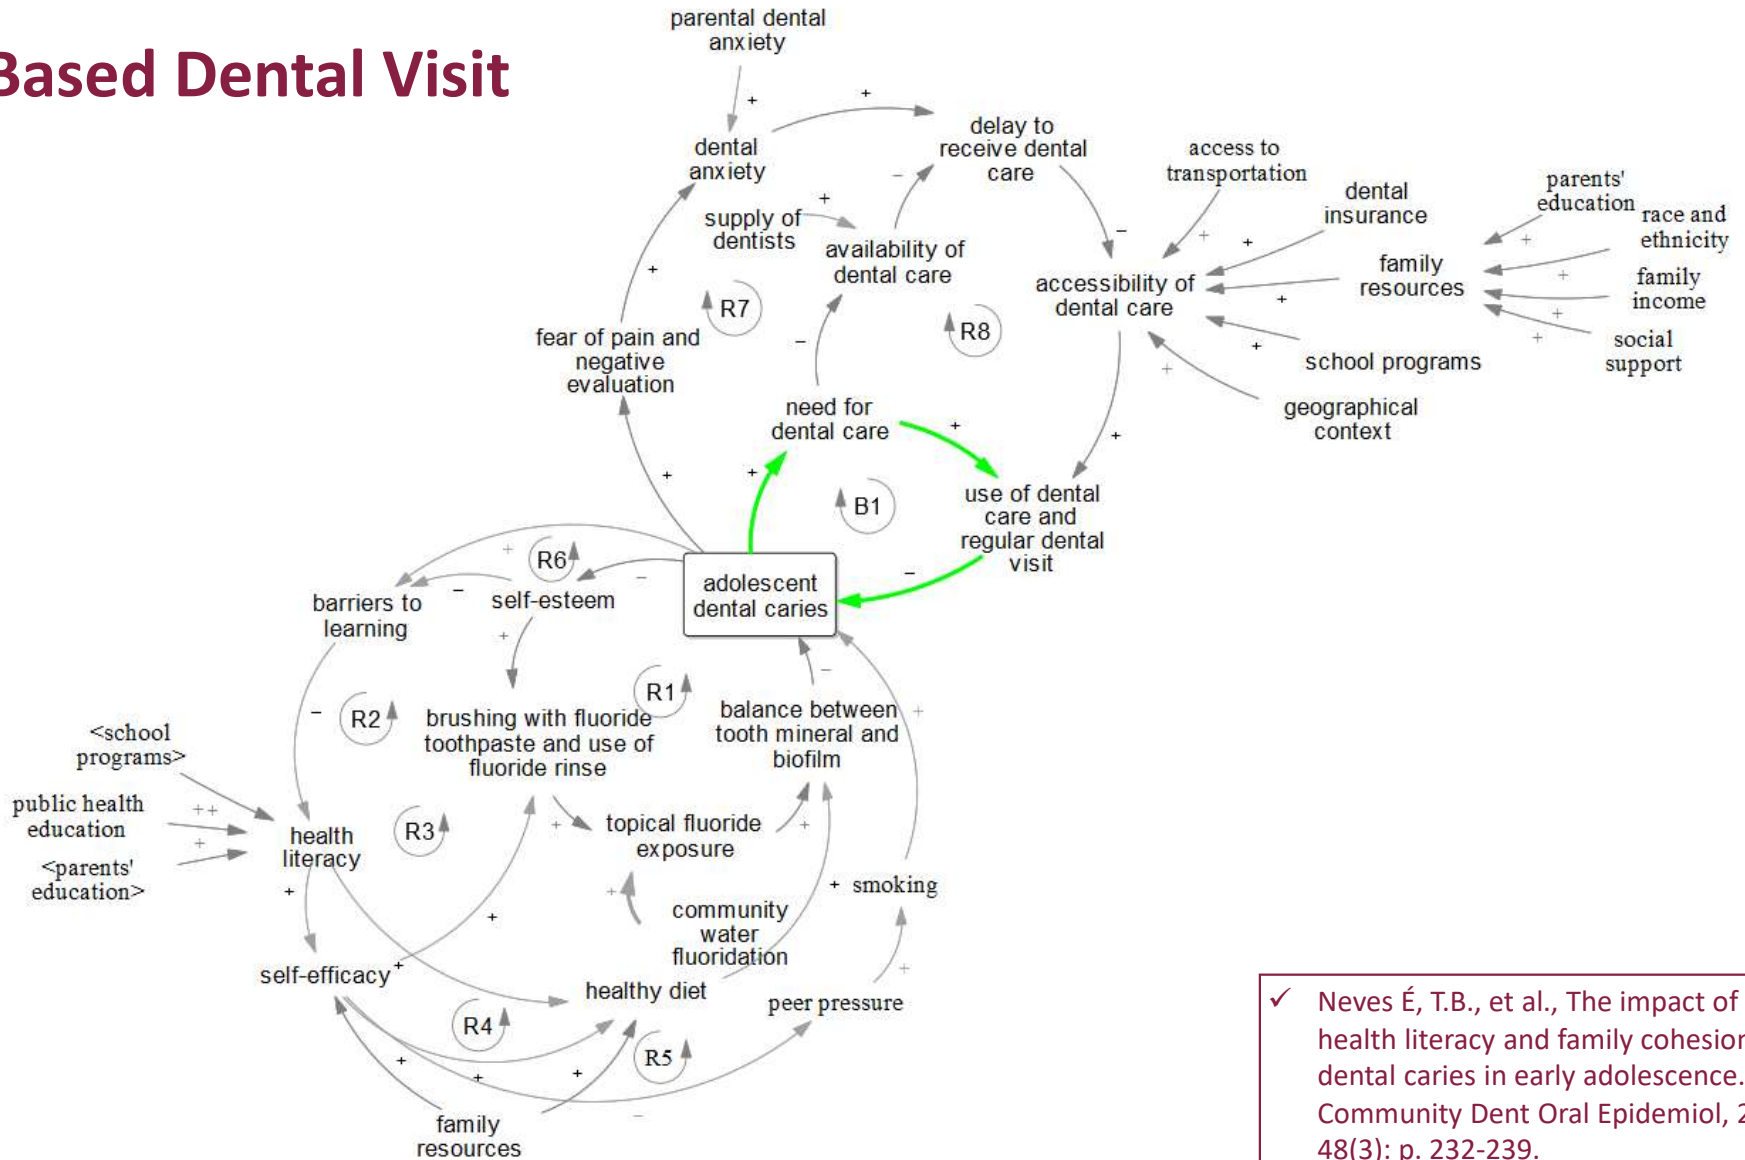 Based Dental Visit
parental dental
anxiety
+
+
dental
anxiety
delay to
receive dental
care
access to
transportation
dental
insurance
parents'
education
race and
ethnicity
family
income
social
support
family
resources
+
+
+
+
supply of
dentists
+
availability of
dental care
−
−
accessibility of
dental care
+
+
+
+
+
school programs
geographical
context
R7
R8
+
fear of pain and
negative
evaluation
−
need for
dental care
+
+
+
+
B1
use of dental
care and
regular dental
visit
−
adolescent
dental caries
+
R6
−
−
self-esteem
barriers to
learning
+
R1
−
R2
−
brushing with fluoride
toothpaste and use of
fluoride rinse
balance between
tooth mineral and
biofilm
+
<school
programs>
public health
education
<parents'
education>
++
+
health
literacy
R3
+
topical fluoride
exposure
+
+
+
+
community
water
fluoridation
+
smoking
+
self-efficacy
+
healthy diet
peer pressure
R4
R5
+
+
+
−
family
resources
✓ Neves É, T.B., et al., The impact of
health literacy and family cohesion
dental caries in early adolescence.
Community Dent Oral Epidemiol, 2
48(3): p. 232-239.